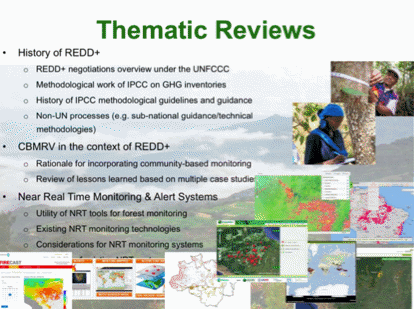 Thematic Reviews
• History of REDD+
o REDD+ negotiations overview under the UNFCCC
o Methodological work of IPCC on GHG inventories
o History of IPCC methodological guidelines and guidance
o Non-UN processes (e.g. sub-national guidance/technical
methodologies)
• CBMRV in the context of REDD+
o Rationale for incorporating community-based monitoring
o Review of lessons learned based on multiple case studie
• Near Real Time Monitoring & Alert Systems
o Utility of NRT tools for forest monitoring
o Existing NRT monitoring technologies
o Considerations for NRT monitoring systems
FIRECAST